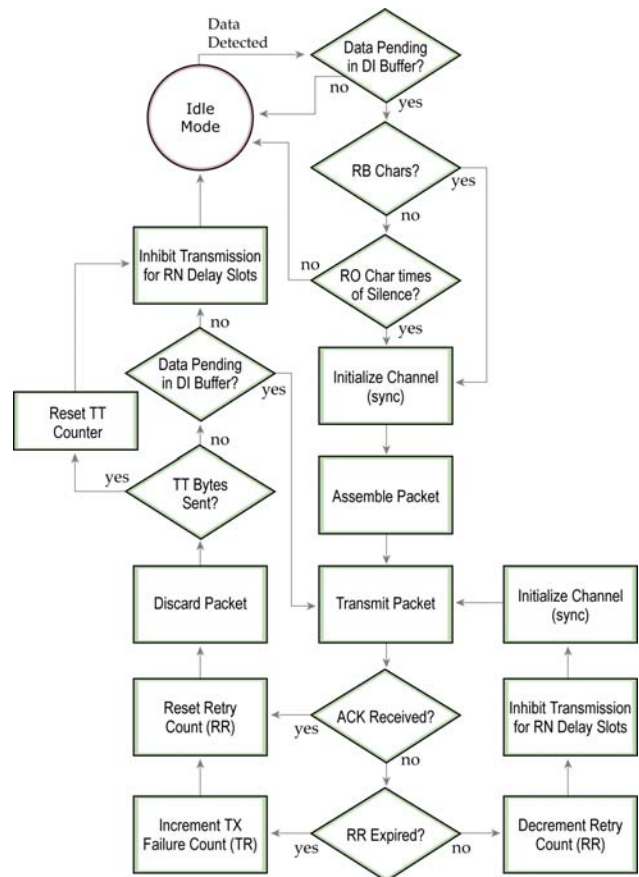 Data
Detected
Data Pending
in DI Buffer?
no
yes
Idle
Mode
RB Chars?
yes
no
Inhibit Transmission
for RN Delay Slots
no
RO Char times
of Silence?
yes
no
Data Pending
in DI Buffer?
yes
Initialize Channel
(sync)
Reset TT
Counter
no
yes
TT Bytes
Sent?
Assemble Packet
Discard Packet
Transmit Packet
Initialize Channel
(sync)
Reset Retry
Count (RR)
yes
ACK Received?
no
Inhibit Transmission
for RN Delay Slots
Increment TX
Failure Count (TR)
yes
RR Expired?
no
Decrement Retry
Count (RR)